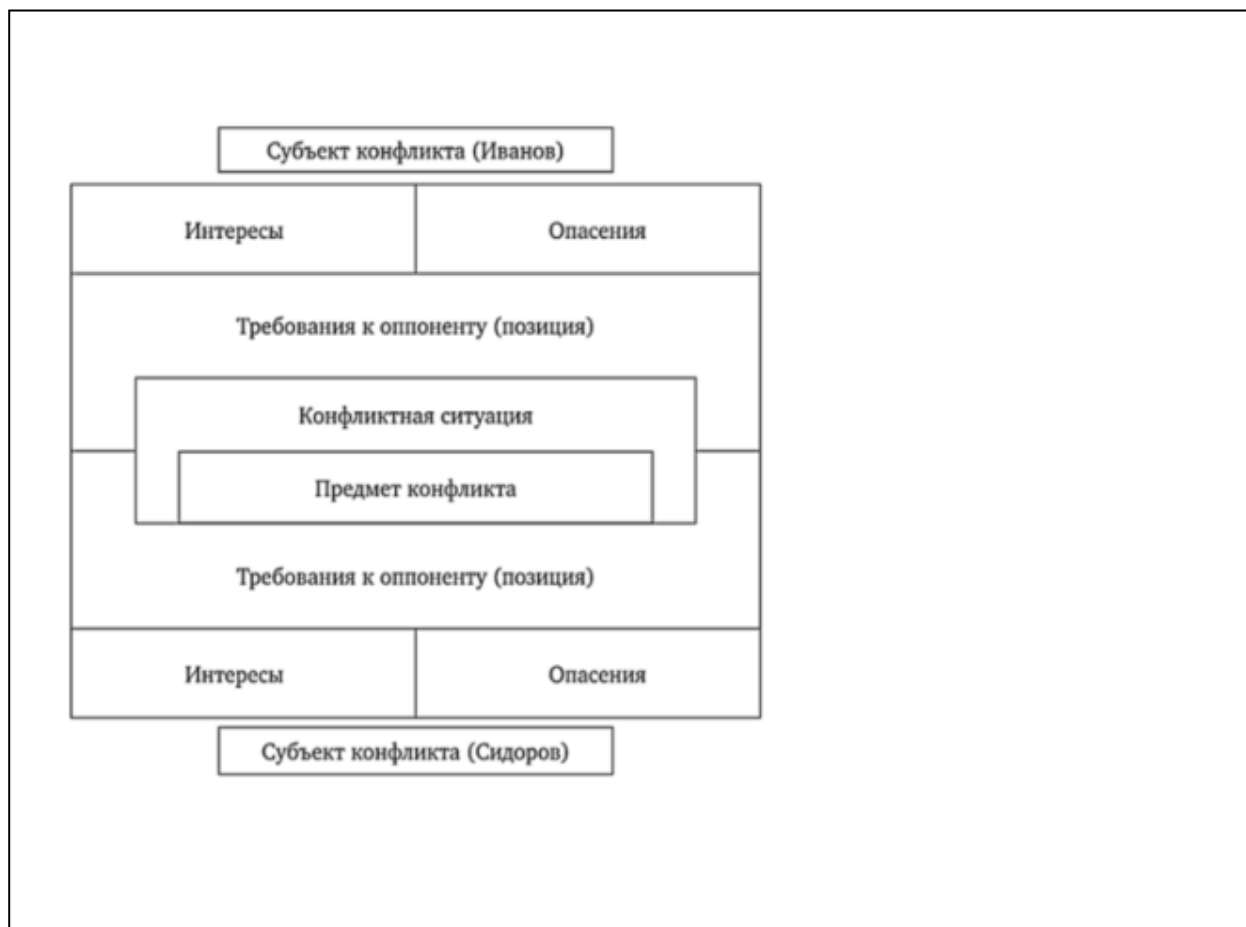 Субъект конфликта (Иванов)
Интересы
Опасения
Требования к оппоненту (позиция)
Конфликтная ситуация
Предмет конфликта
Требования к оппоненту (позиция)
Интересы
Опасения
Субъект конфликта (Сидоров)